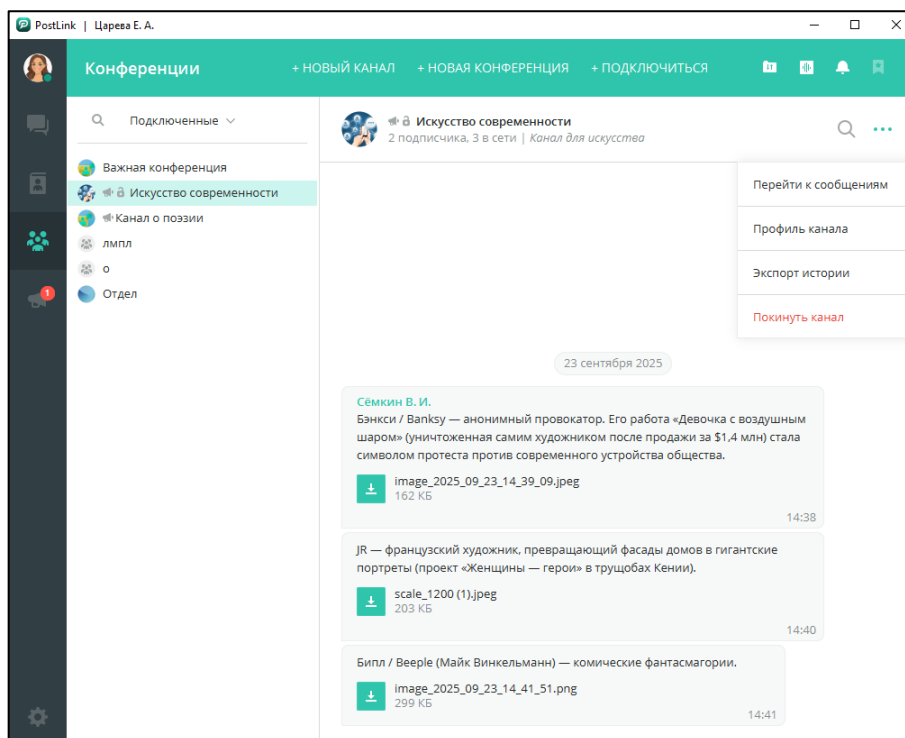 PostLink | Царева Е. А.
Конференции
+ НОВЫЙ КАНАЛ
+ НОВАЯ КОНФЕРЕНЦИЯ
+ ПОДКЛЮЧИТЬСЯ
Подключенные
Важная конференция
Искусство современности
Канал о поэзии
лмпл
о
Отдел
1
Искусство современности
2 подписчика, 3 в сети | Канал для искусства
Перейти к сообщениям
Профиль канала
Экспорт истории
Покинуть канал
23 сентября 2025
Сёмкин В. И.
Бэнкси / Banksy — анонимный провокатор. Его работа «Девочка с воздушным
шаром» (уничтоженная самим художником после продажи за $1,4 млн) стала
символом протеста против современного устройства общества.
image_2025_09_23_14_39_09.jpeg
162 КБ
14:38
JR — французский художник, превращающий фасады домов в гигантские
портреты (проект «Женщины — герои» в трущобах Кении).
scale_1200 (1).jpeg
203 КБ
14:40
Бипл / Beeple (Майк Винкельманн) — комические фантасмагории.
image_2025_09_23_14_41_51.png
299 КБ
14:41